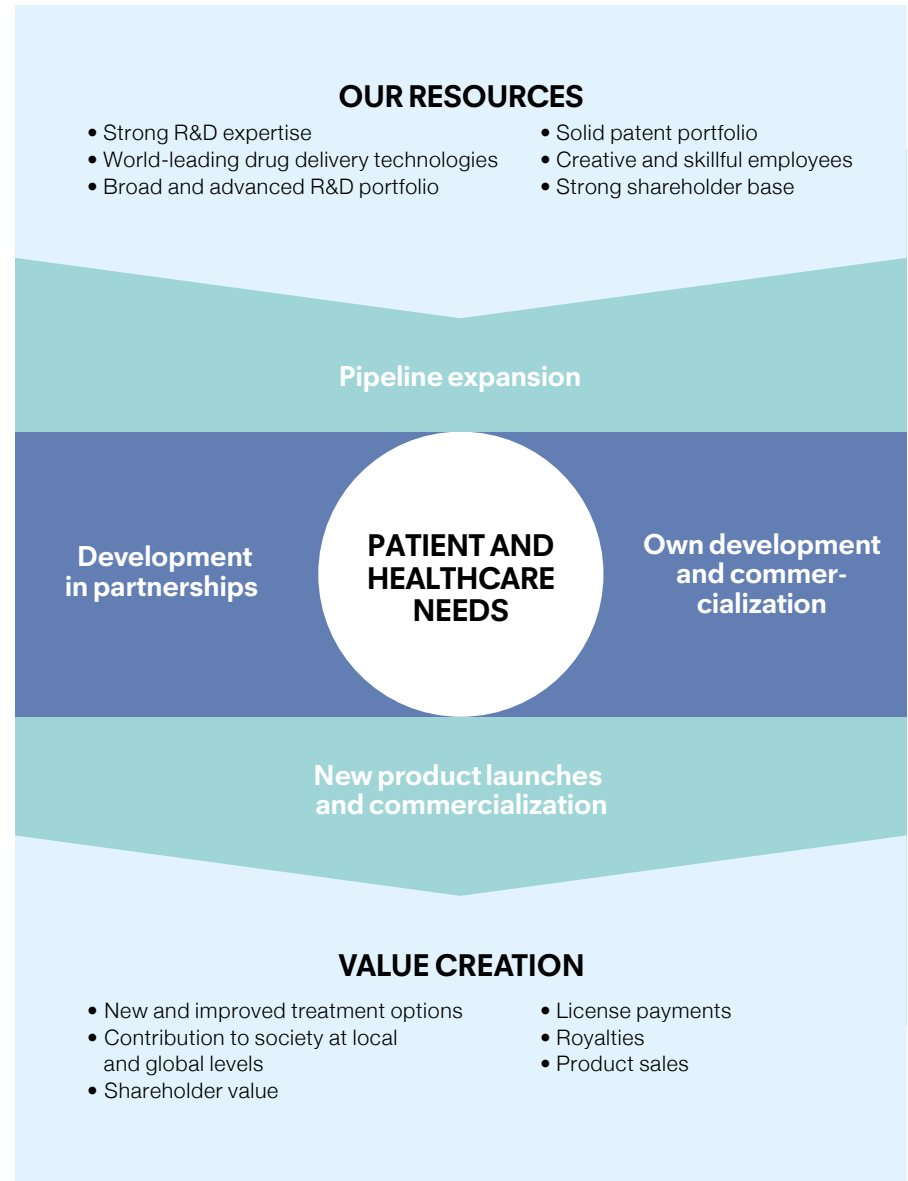 OUR RESOURCES
• Strong R&D expertise
• World-leading drug delivery technologies
• Broad and advanced R&D portfolio
• Solid patent portfolio
• Creative and skillful employees
• Strong shareholder base
Pipeline expansion
Development
in partnerships
PATIENT AND
HEALTHCARE
NEEDS
Own development
and commer-
cialization
New product launches
and commercialization
VALUE CREATION
• New and improved treatment options
• Contribution to society at local
and global levels
• Shareholder value
• License payments
• Royalties
• Product sales